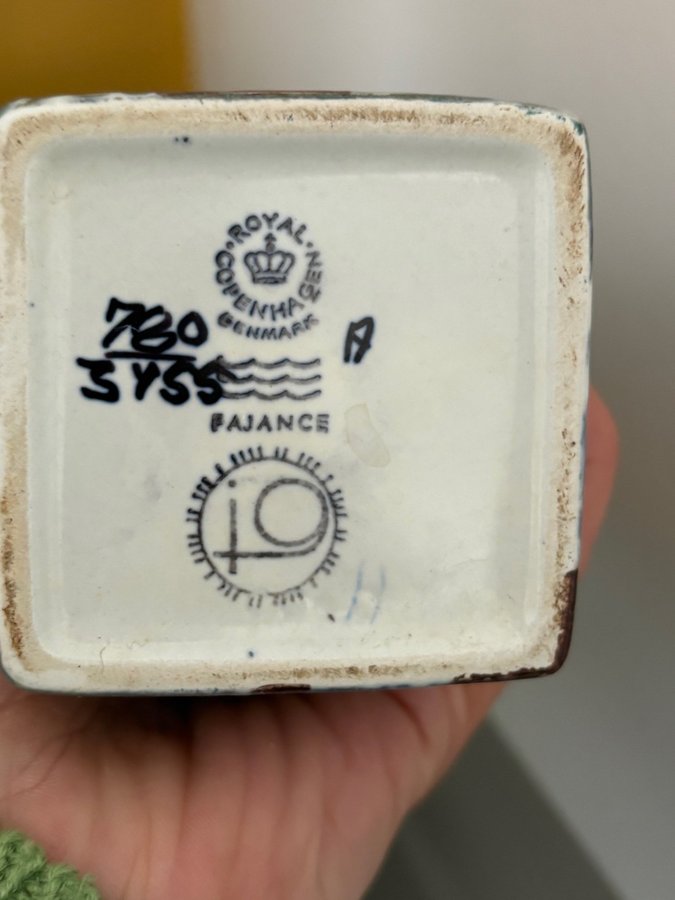 ROYAL
COPENHAGEN
DENMARK
780
3455
A
FAJANCE